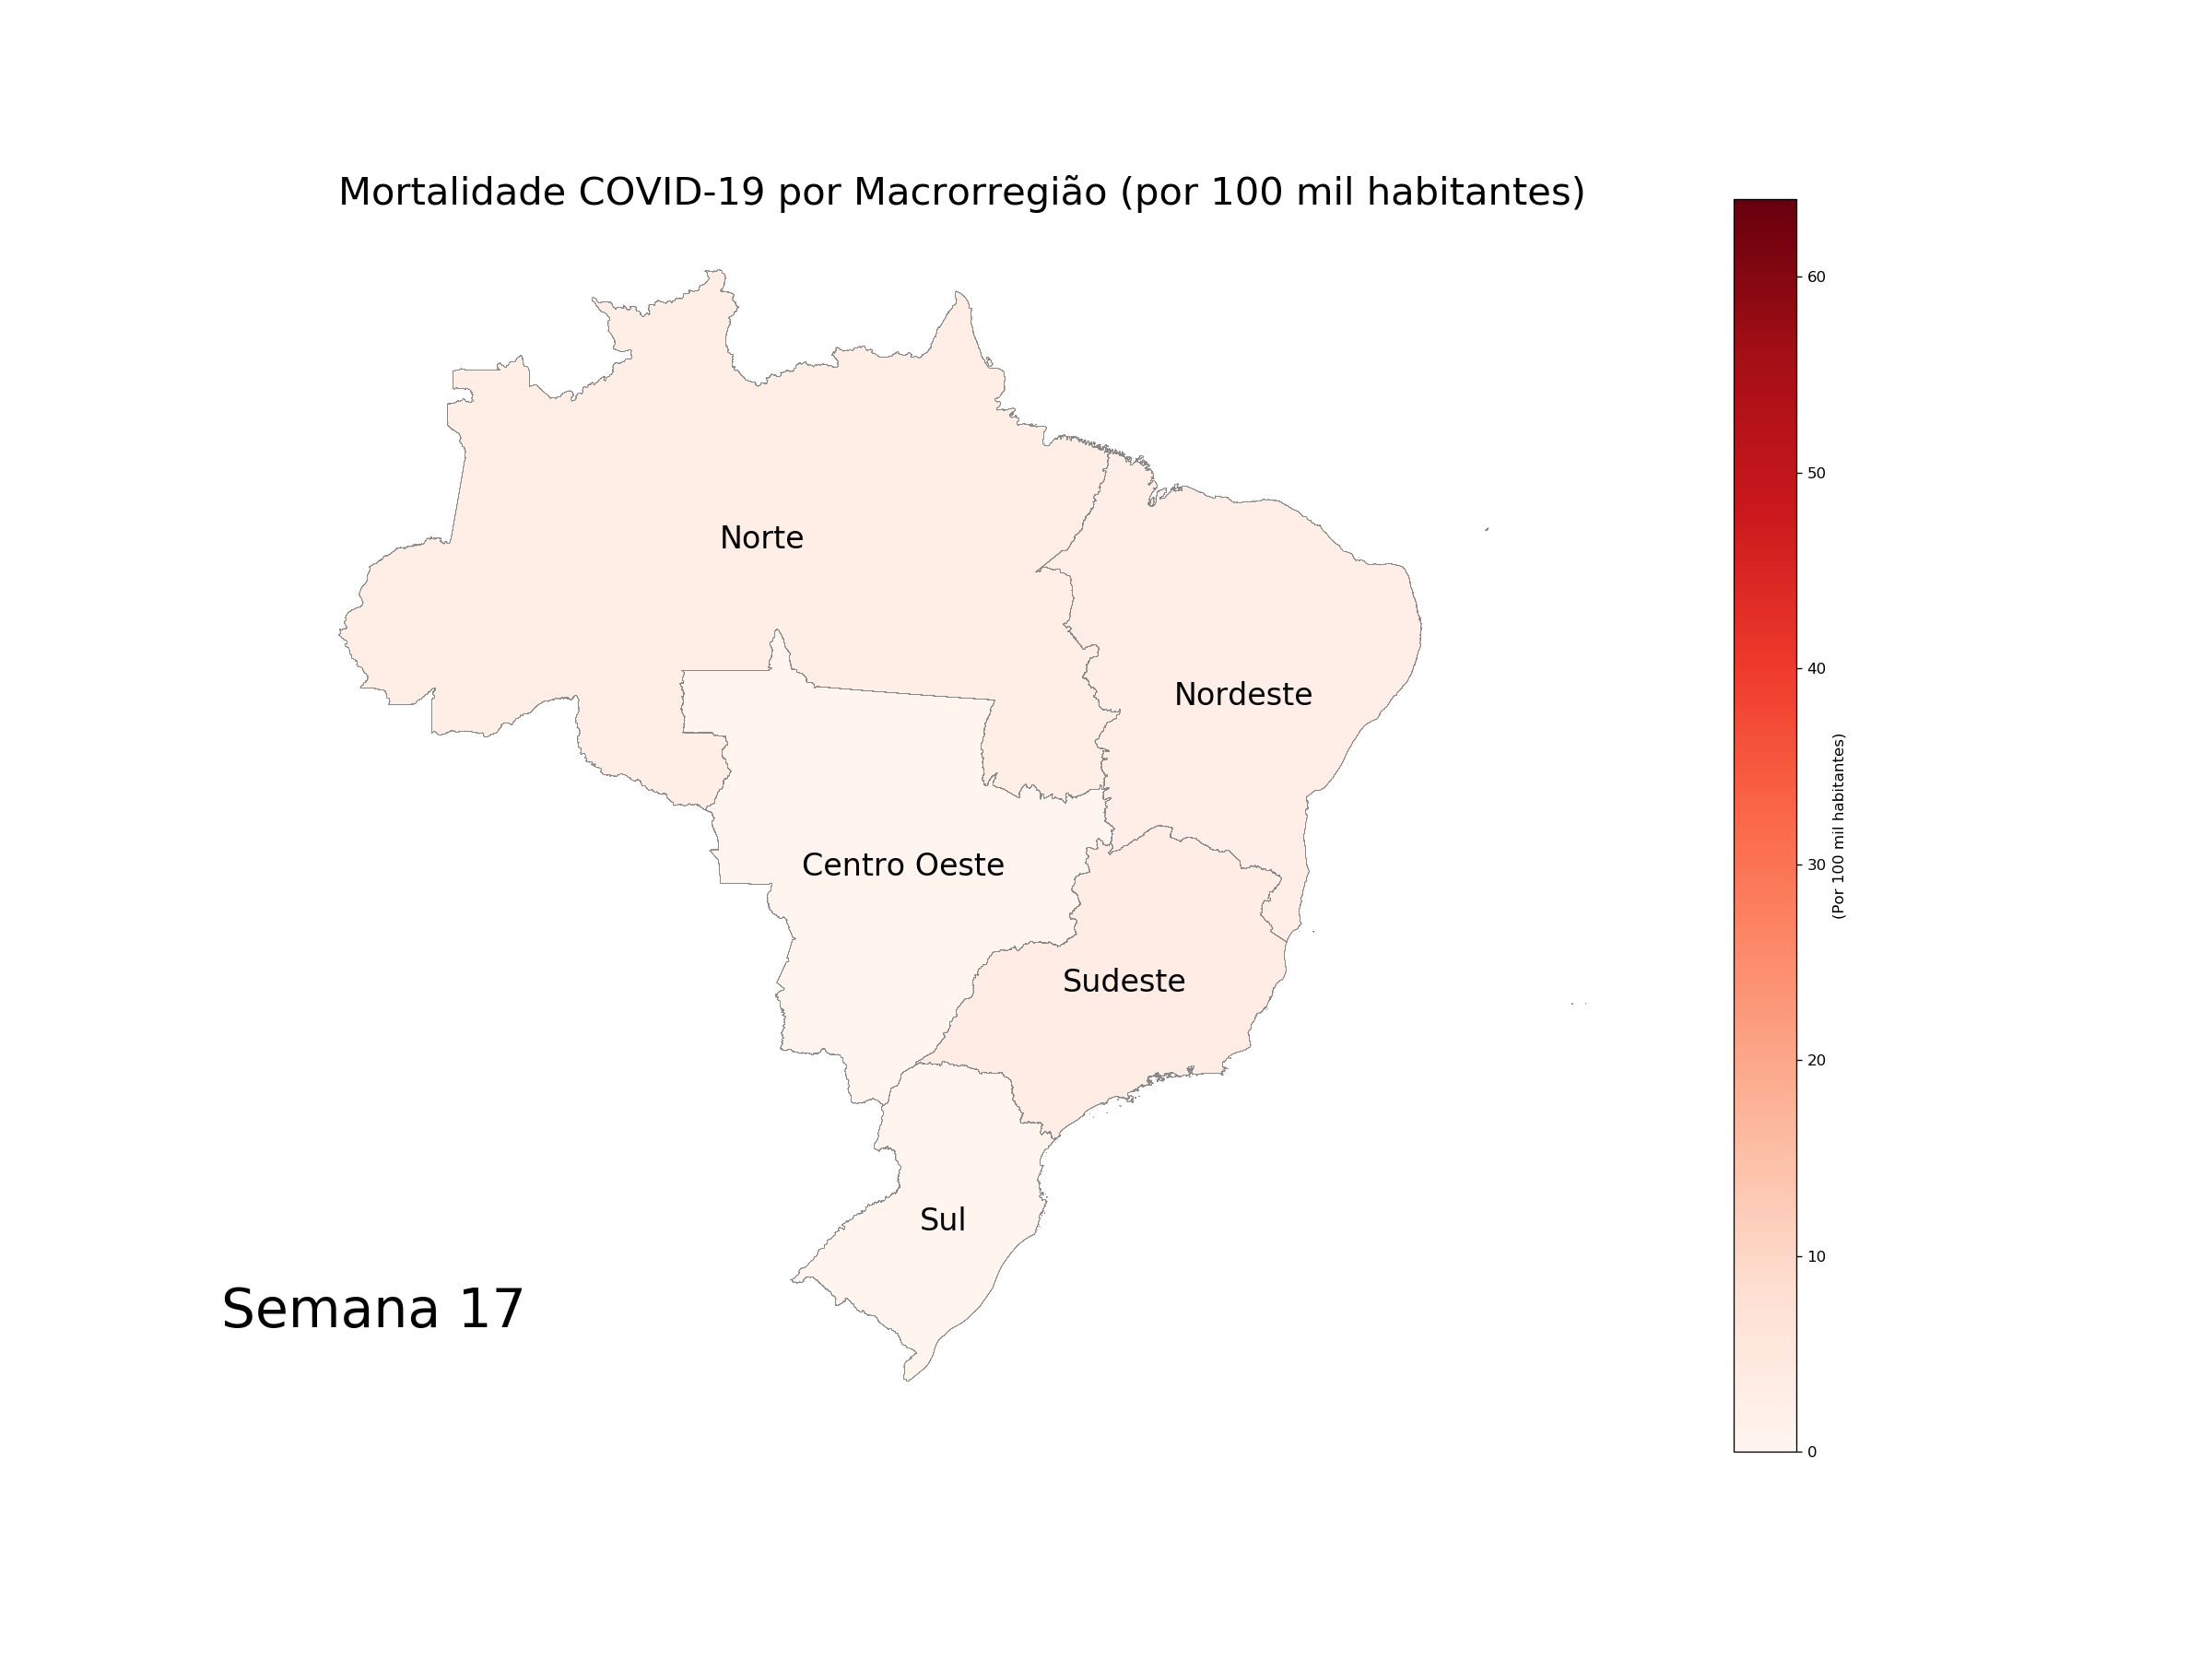 Mortalidade COVID-19 por Macrorregião (por 100 mil habitantes)
60
50
40
30
20
10
0
(Por 100 mil habitantes)
Norte
Nordeste
Centro Oeste
Sudeste
Sul
Semana 17